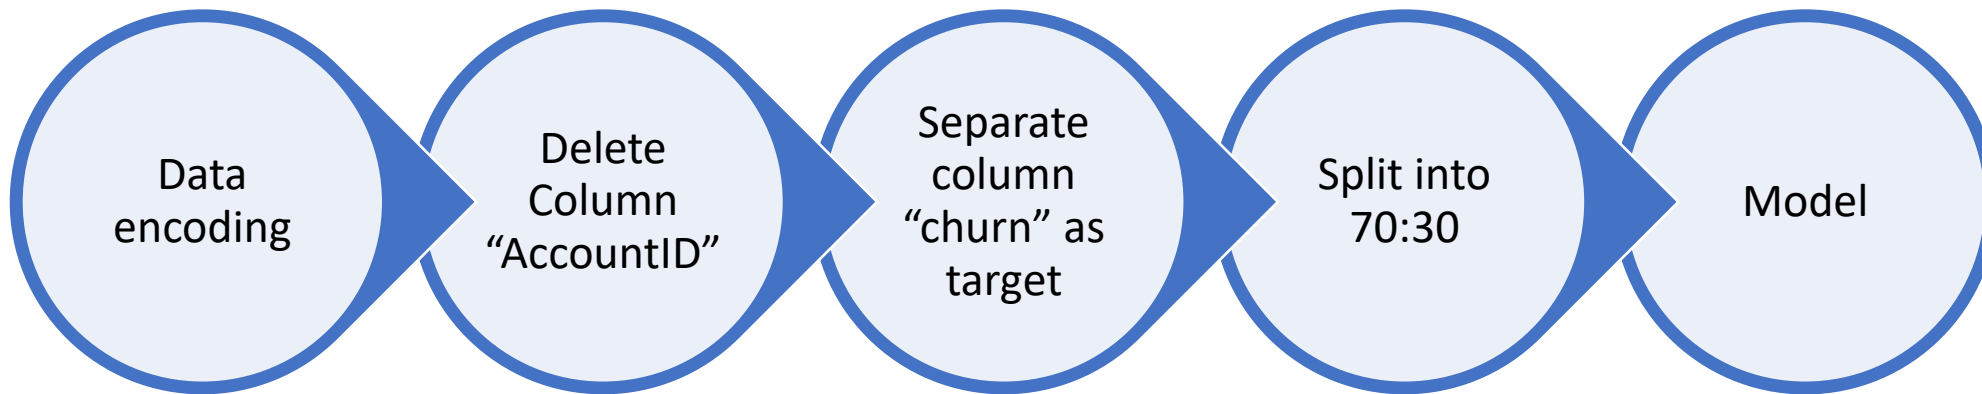 Data
encoding
Delete
Column
“AccountID”
Separate
column
“churn” as
target
Split into
70:30
Model